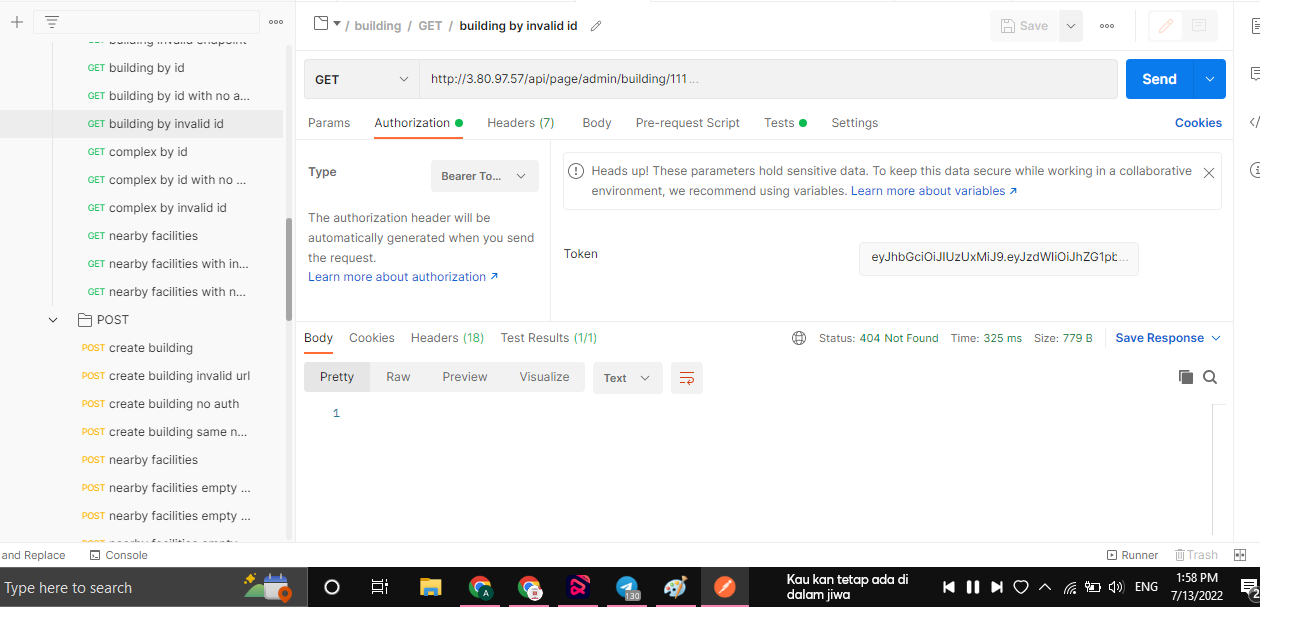 / building / GET / building by invalid id
Save
GET building by id
GET building by id with no a...
GET building by invalid id
GET complex by id
GET complex by id with no ...
GET complex by invalid id
GET nearby facilities
GET nearby facilities with in...
GET nearby facilities with n...
POST
POST create building
POST create building invalid url
POST create building no auth
POST create building same n...
POST nearby facilities
POST nearby facilities empty ...
POST nearby facilities empty ...
GET
http://3.80.97.57/api/page/admin/building/111...
Send
Params Authorization Headers (7) Body Pre-request Script Tests Settings
Cookies
Type
Bearer To...
The authorization header will be
automatically generated when you send
the request.
Learn more about authorization ↗
Heads up! These parameters hold sensitive data. To keep this data secure while working in a collaborative
environment, we recommend using variables. Learn more about variables ↗
Token
eyJhbGciOiJIUzUxMiJ9.eyJzdWIiOiJhZG1pb...
Body Cookies Headers (18) Test Results (1/1)
Status: 404 Not Found Time: 325 ms Size: 779 B
Save Response
Pretty Raw Preview Visualize
Text
1
and Replace
Console
Runner
Trash
Type here to search
A
130
Kau kan tetap ada di
dalam jiwa
ENG
1:58 PM
7/13/2022
2